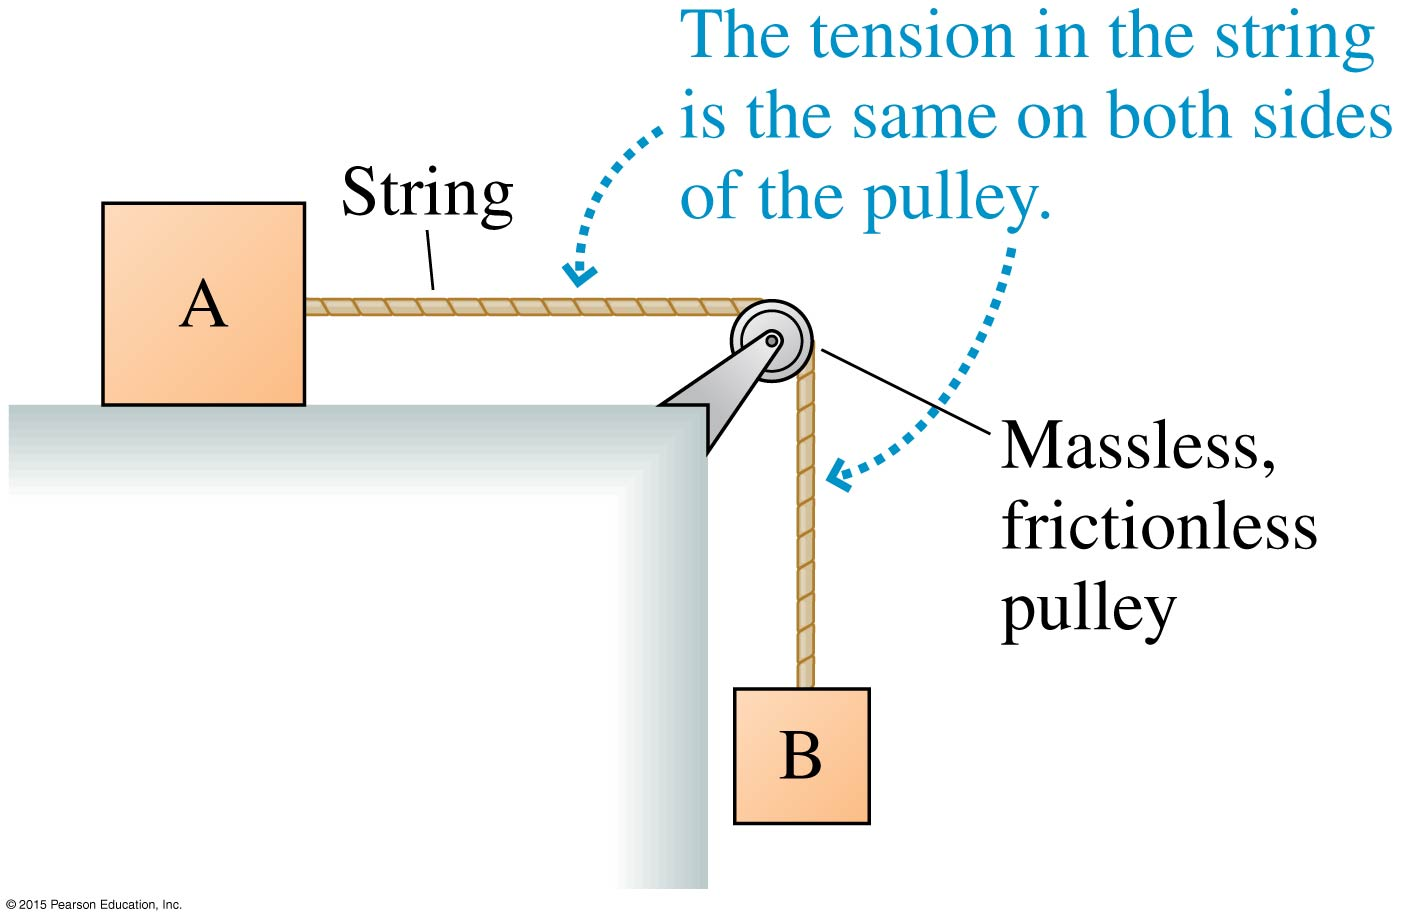 The tension in the string
is the same on both sides
of the pulley.
String
A
Massless,
frictionless
pulley
B
© 2015 Pearson Education, Inc.